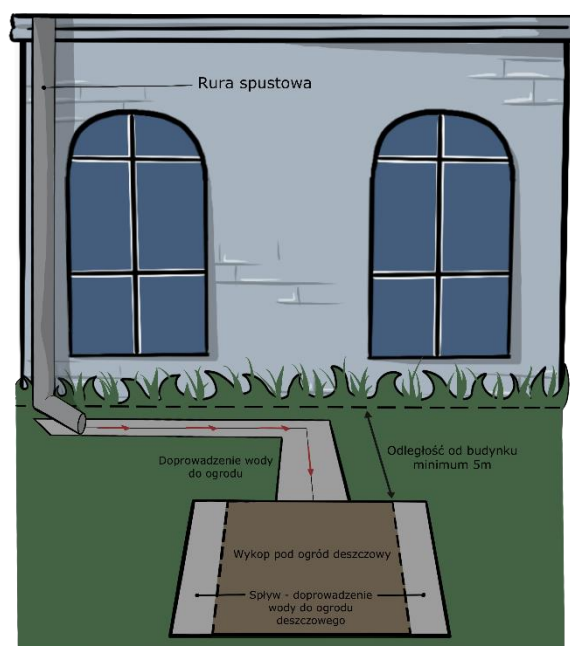 Rura spustowa
Doprowadzenie wody
do ogrodu
Odległość od budynku
minimum 5m
Wykop pod ogród deszczowy
Spływ - doprowadzenie
wody do ogrodu
deszczowego